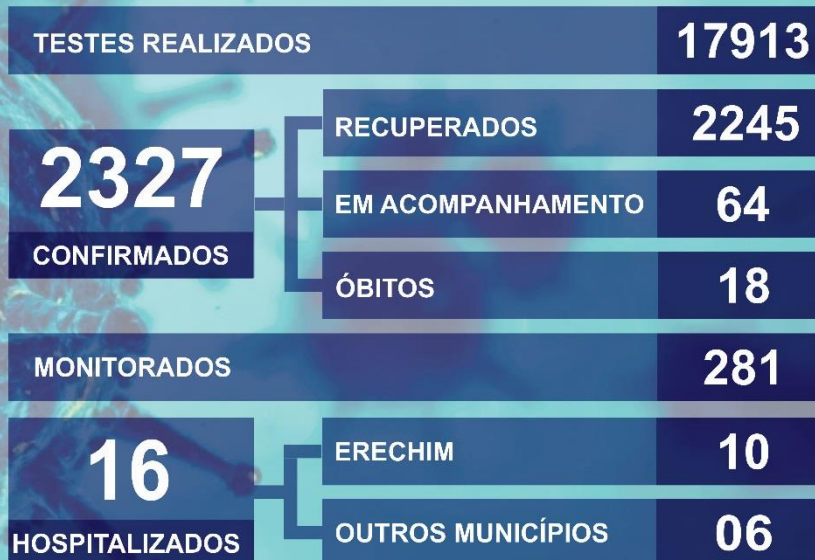 TESTES REALIZADOS 17913
2327
CONFIRMADOS
RECUPERADOS 2245
EM ACOMPANHAMENTO 64
ÓBITOS 18
MONITORADOS 281
16
HOSPITALIZADOS
ERECHIM 10
OUTROS MUNICÍPIOS 06